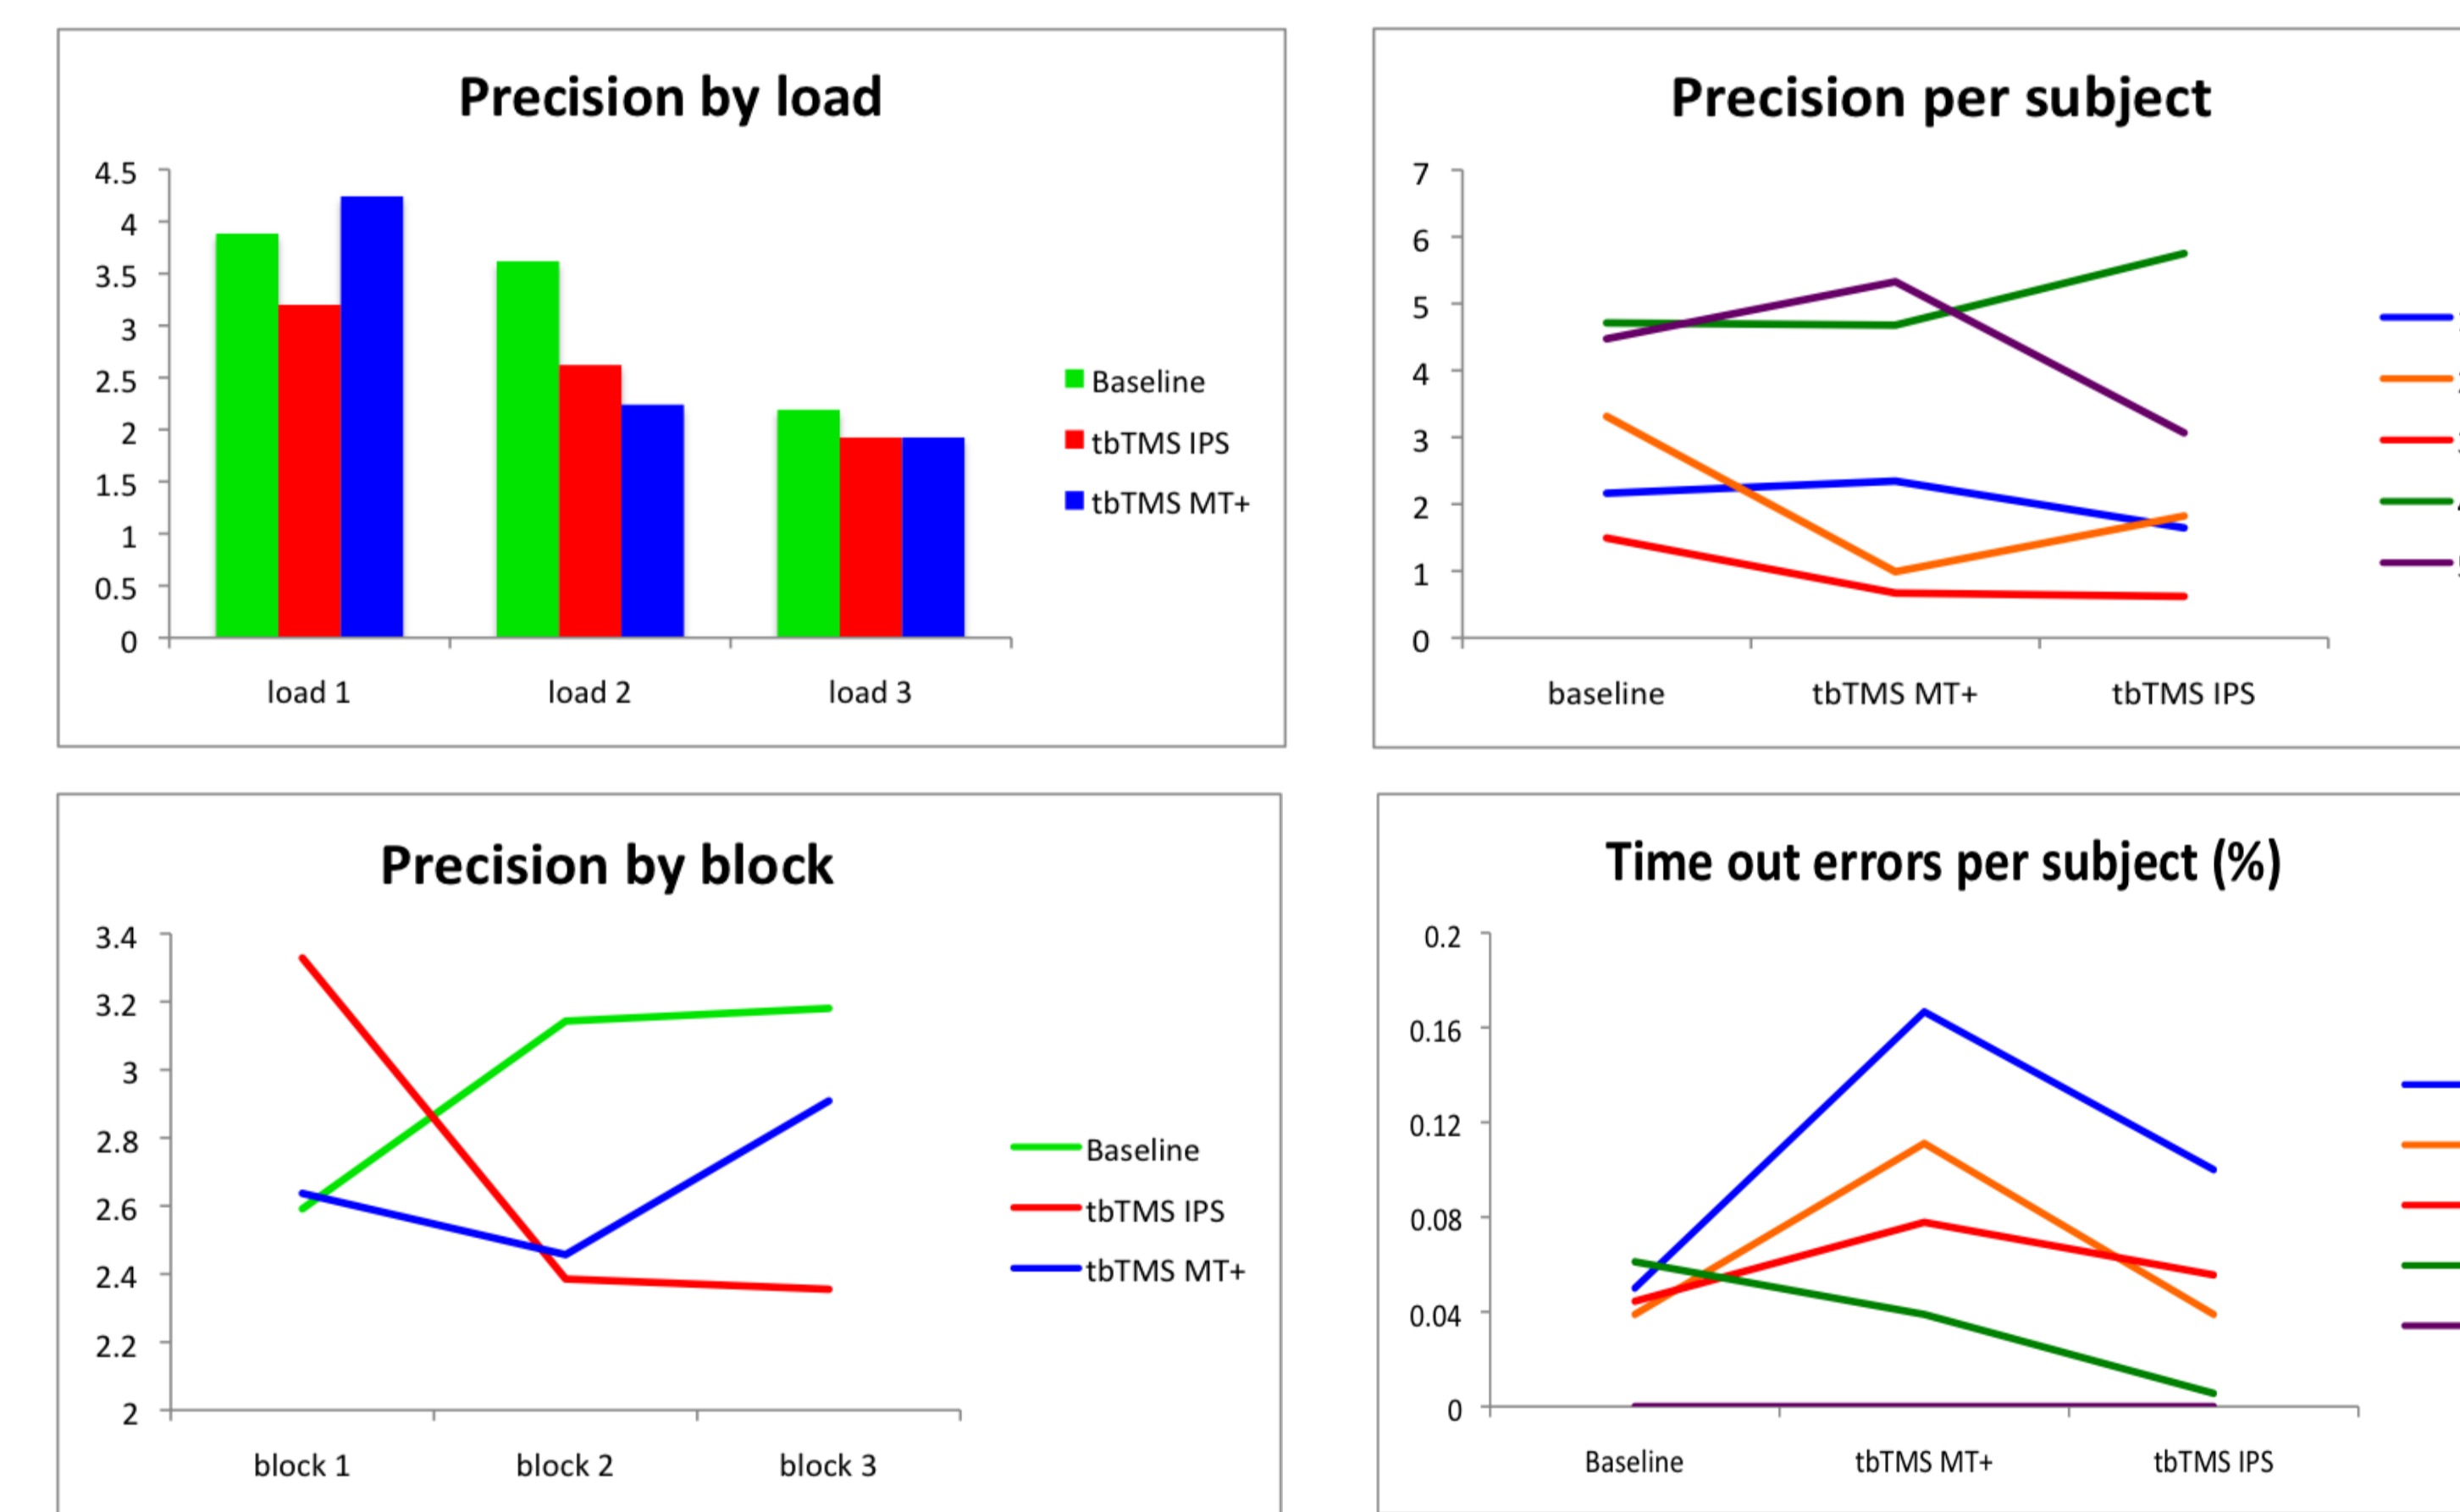 Precision by load
4.5
4
3.5
3
2.5
2
1.5
1
0.5
0
load 1 load 2 load 3
Baseline
tbTMS IPS
tbTMS MT+
Precision per subject
7
6
5
4
3
2
1
0
baseline tbTMS MT+ tbTMS IPS
Precision by block
3.4
3.2
3
2.8
2.6
2.4
2.2
2
block 1 block 2 block 3
Baseline
tbTMS IPS
tbTMS MT+
Time out errors per subject (%)
0.2
0.16
0.12
0.08
0.04
0
Baseline tbTMS MT+ tbTMS IPS